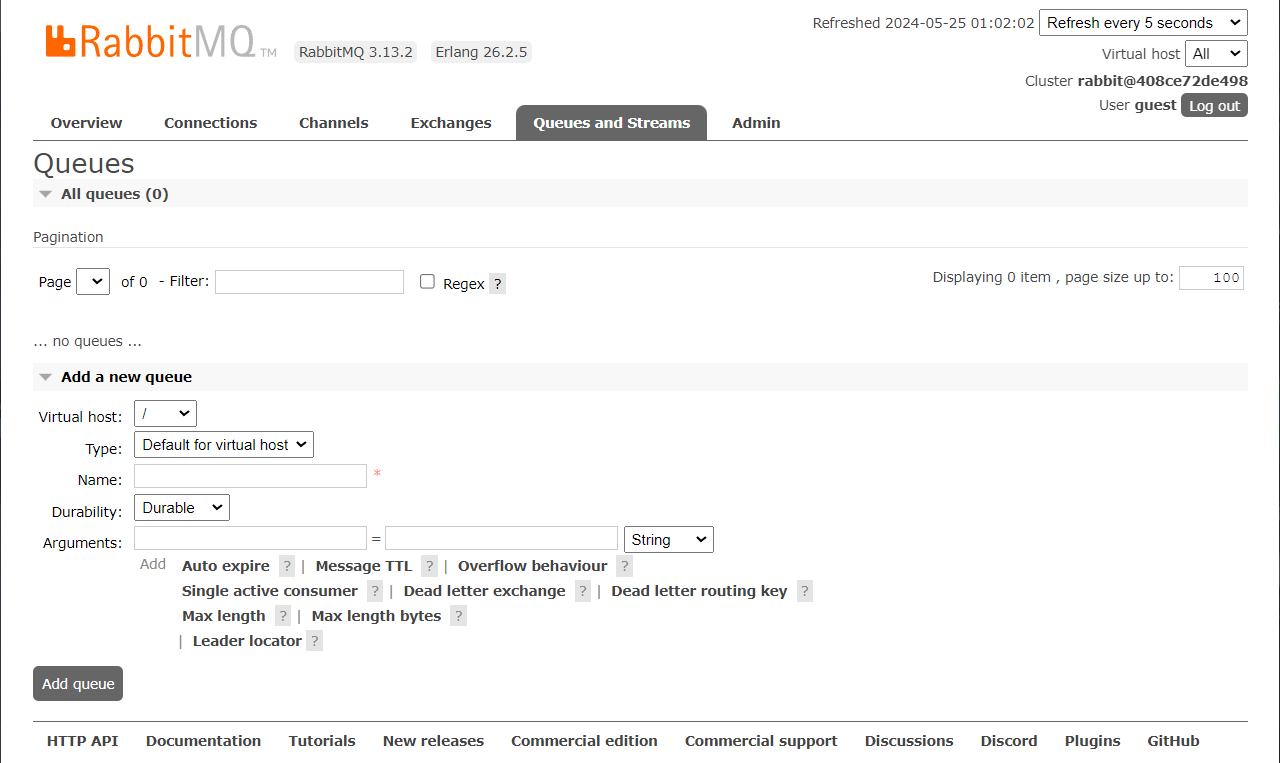 RabbitMQ TM RabbitMQ 3.13.2 Erlang 26.2.5
Refreshed 2024-05-25 01:02:02 Refresh every 5 seconds
Virtual host All
Cluster rabbit@408ce72de498
User guest Log out
Overview Connections Channels Exchanges Queues and Streams Admin
Queues
All queues (0)
Pagination
Page of 0 - Filter: Regex ? Displaying 0 item , page size up to: 100
... no queues ...
Add a new queue
Virtual host: /
Type: Default for virtual host
Name: *
Durability: Durable
Arguments: = String
Add Auto expire ? | Message TTL ? | Overflow behaviour ?
Single active consumer ? | Dead letter exchange ? | Dead letter routing key ?
Max length ? | Max length bytes ?
| Leader locator ?
Add queue
HTTP API Documentation Tutorials New releases Commercial edition Commercial support Discussions Discord Plugins GitHub